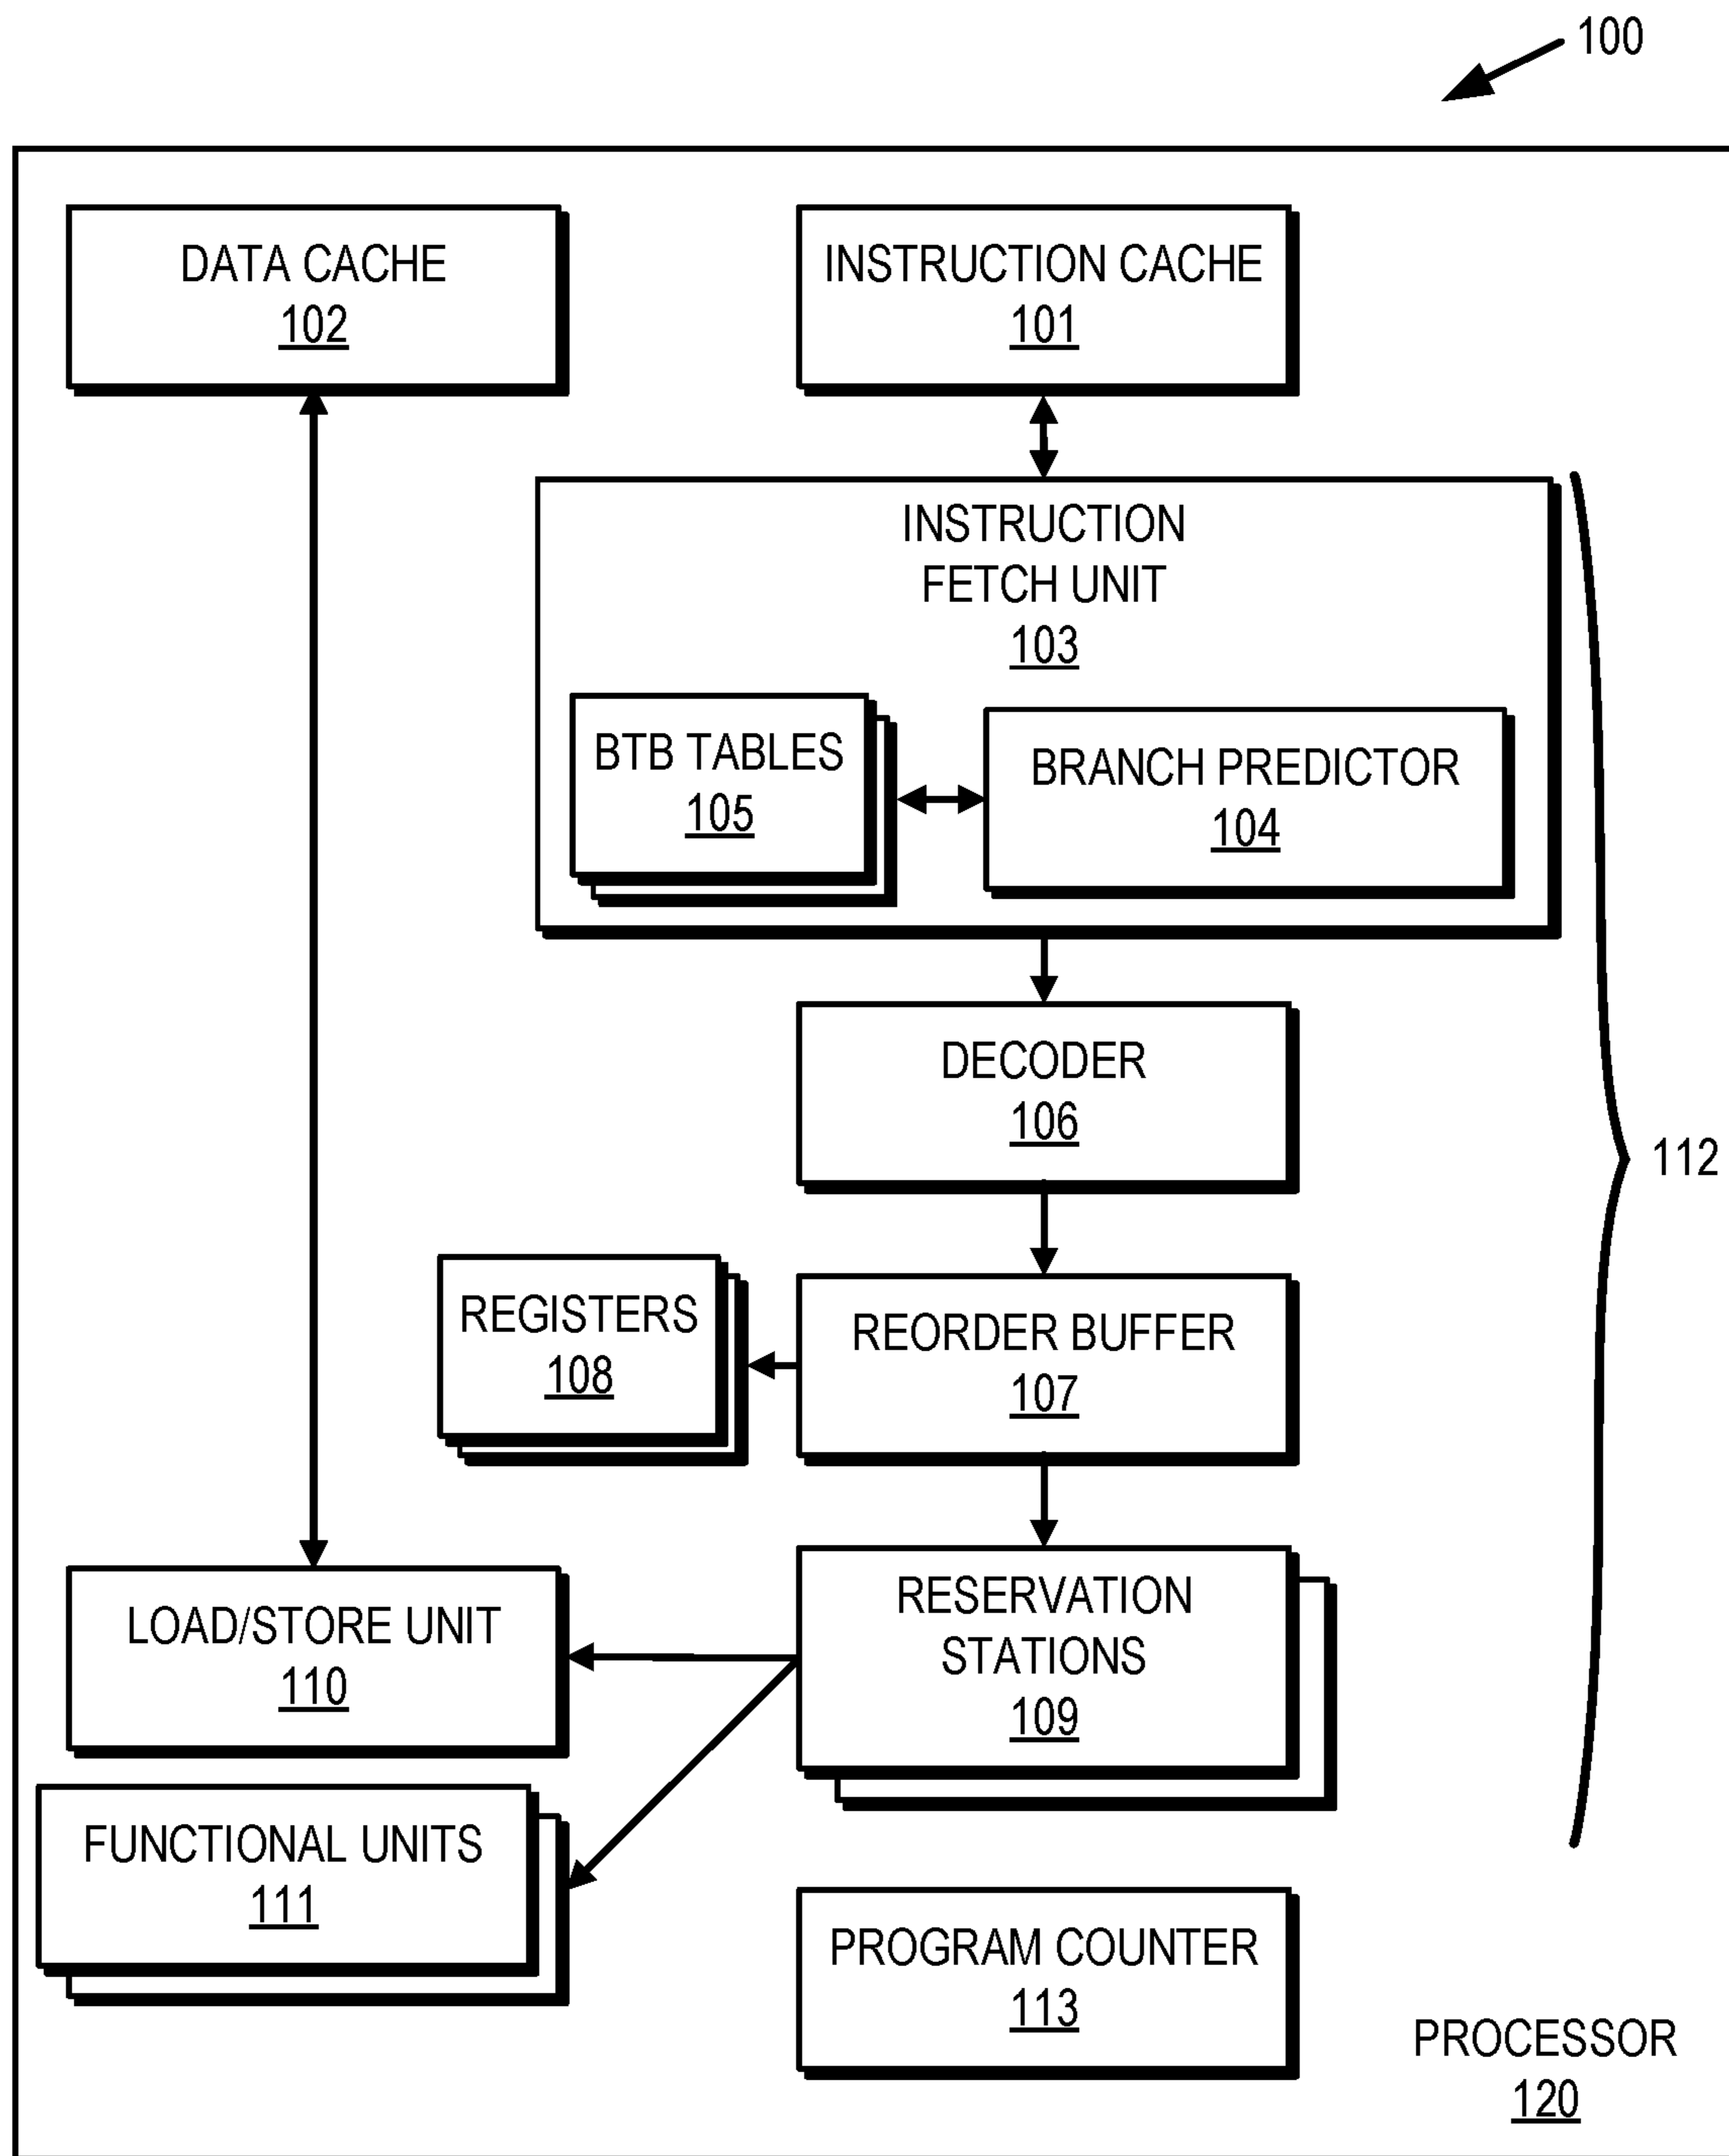 100
DATA CACHE
102
INSTRUCTION CACHE
101
INSTRUCTION
FETCH UNIT
103
BTB TABLES
105
BRANCH PREDICTOR
104
DECODER
106
112
REGISTERS
108
REORDER BUFFER
107
LOAD/STORE UNIT
110
RESERVATION
STATIONS
109
FUNCTIONAL UNITS
111
PROGRAM COUNTER
113
PROCESSOR
120